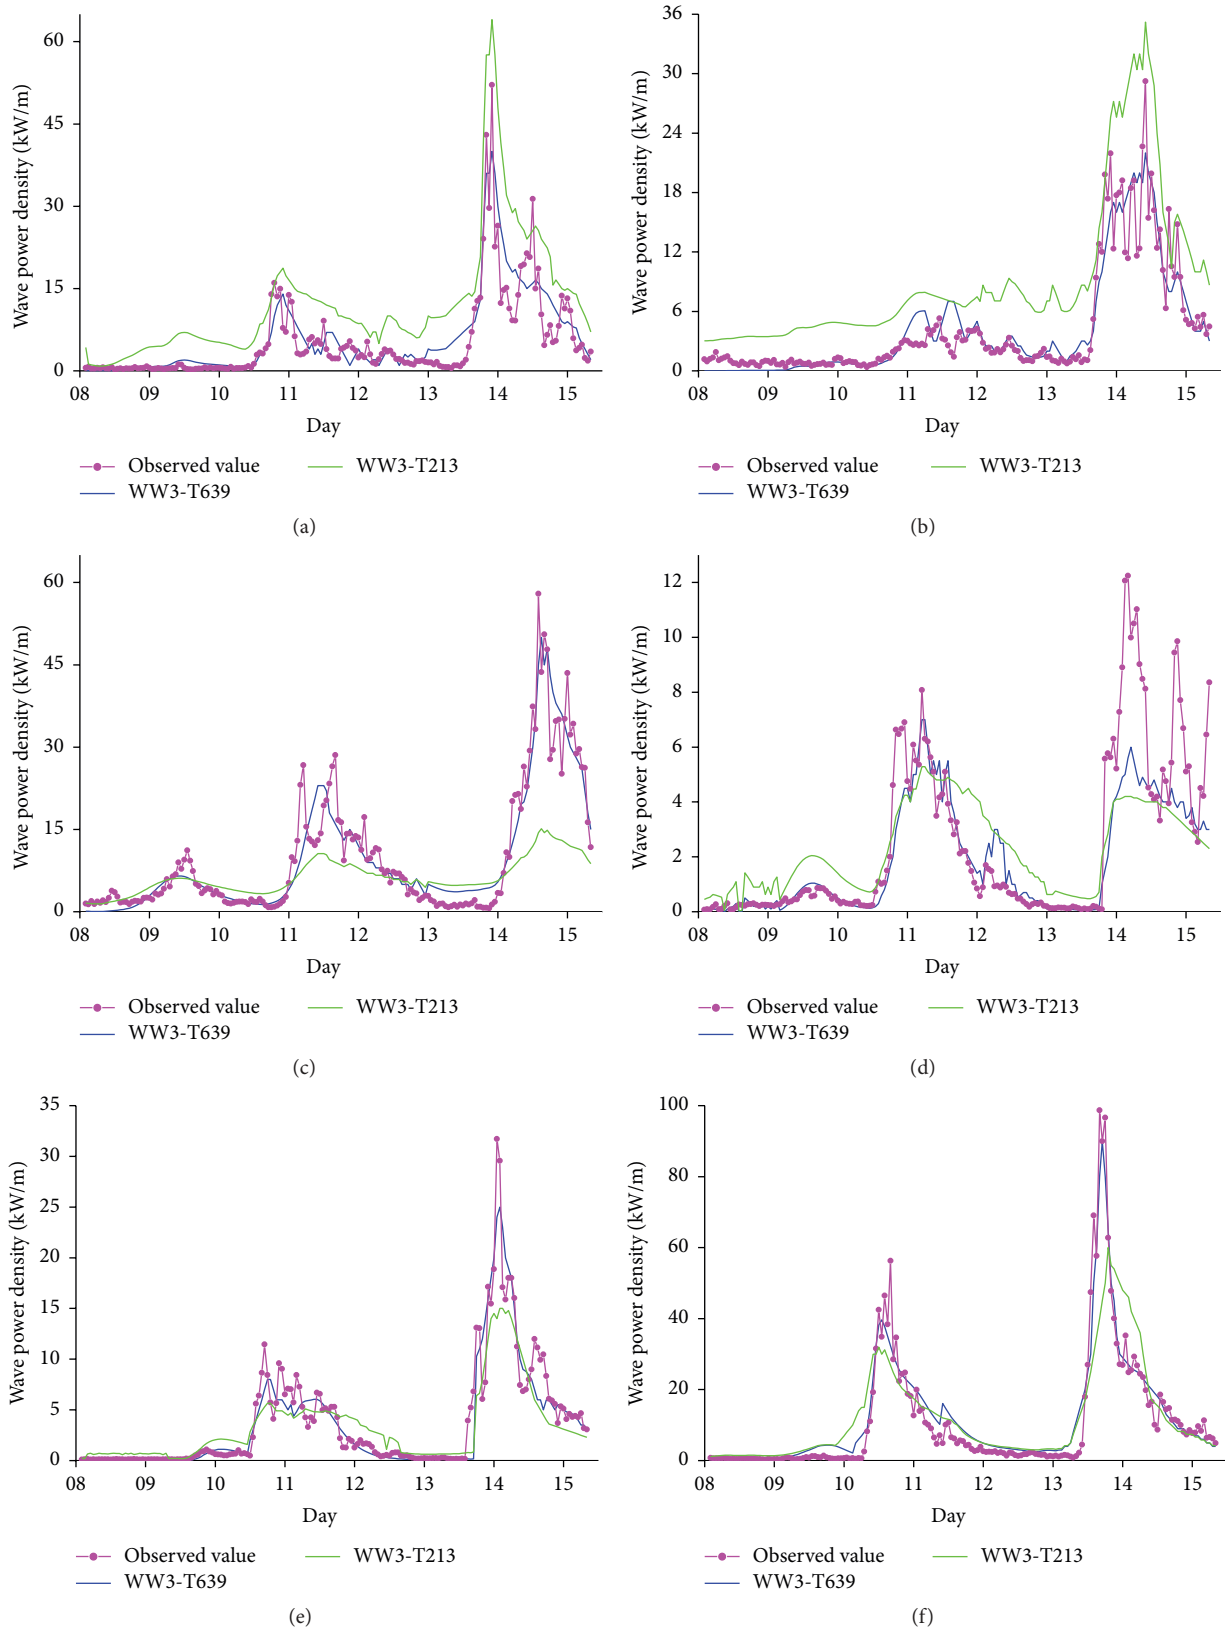 Wave power density (kW/m)
60
45
30
15
0
08 09 10 11 12 13 14 15
Day
Observed value
WW3-T213
WW3-T639
(a)
Wave power density (kW/m)
36
30
24
18
12
6
0
08 09 10 11 12 13 14 15
Day
Observed value
WW3-T213
WW3-T639
(b)
Wave power density (kW/m)
60
45
30
15
0
08 09 10 11 12 13 14 15
Day
Observed value
WW3-T213
WW3-T639
(c)
Wave power density (kW/m)
12
10
8
6
4
2
0
08 09 10 11 12 13 14 15
Day
Observed value
WW3-T213
WW3-T639
(d)
Wave power density (kW/m)
35
30
25
20
15
10
5
0
08 09 10 11 12 13 14 15
Day
Observed value
WW3-T213
WW3-T639
(e)
Wave power density (kW/m)
100
80
60
40
20
0
08 09 10 11 12 13 14 15
Day
Observed value
WW3-T213
WW3-T639
(f)